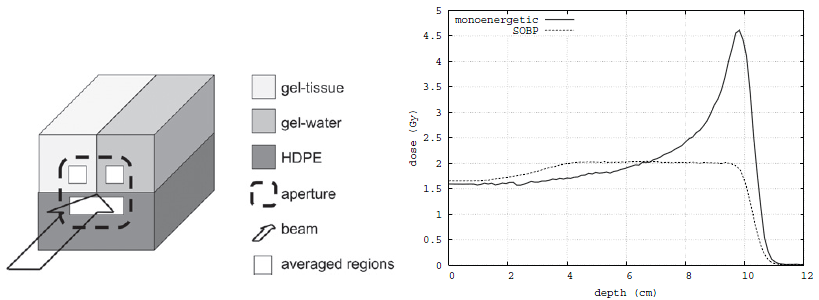 gel-tissue
gel-water
HDPE
aperture
beam
averaged regions
monoenergetic
SOBP
5
4.5
4
3.5
3
2.5
2
1.5
1
0.5
0
dose (Gy)
0 2 4 6 8 10 12
depth (cm)